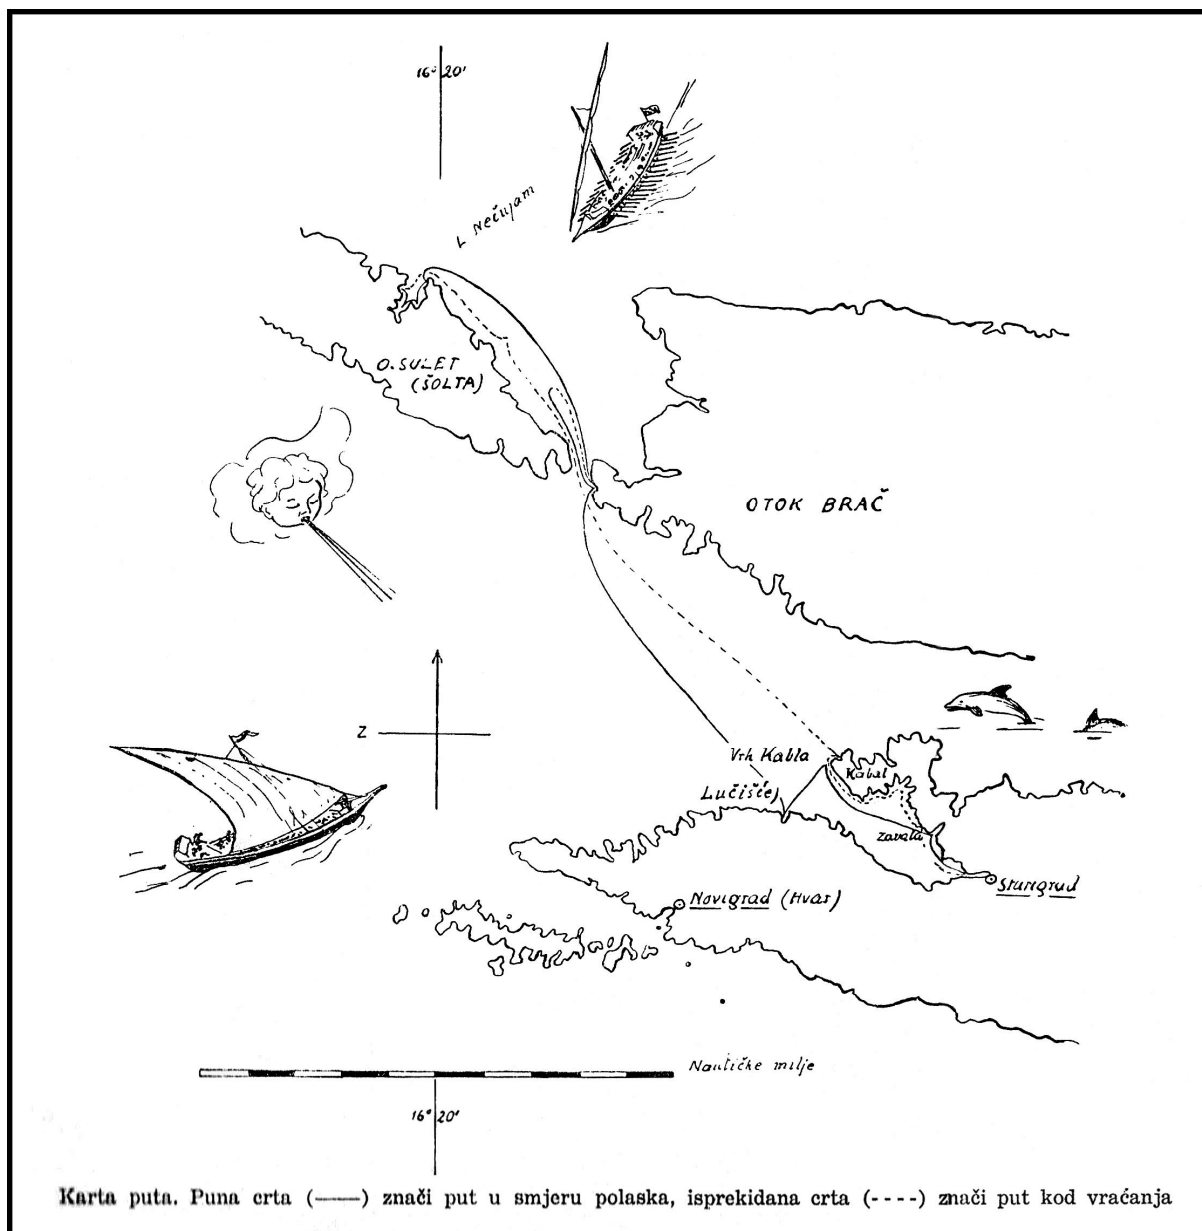 16° 20'
L Nečujam
O. SULET
(ŠOLTA)
OTOK BRAČ
Z
Vrh Kabla
Kabal
Lučišće
Zavala
Starigrad
Novigrad (Hvar)
Nautičke milje
16° 20'
Karta puta. Puna crta (——) znači put u smjeru polaska, isprekidana crta (----) znači put kod vraćanja